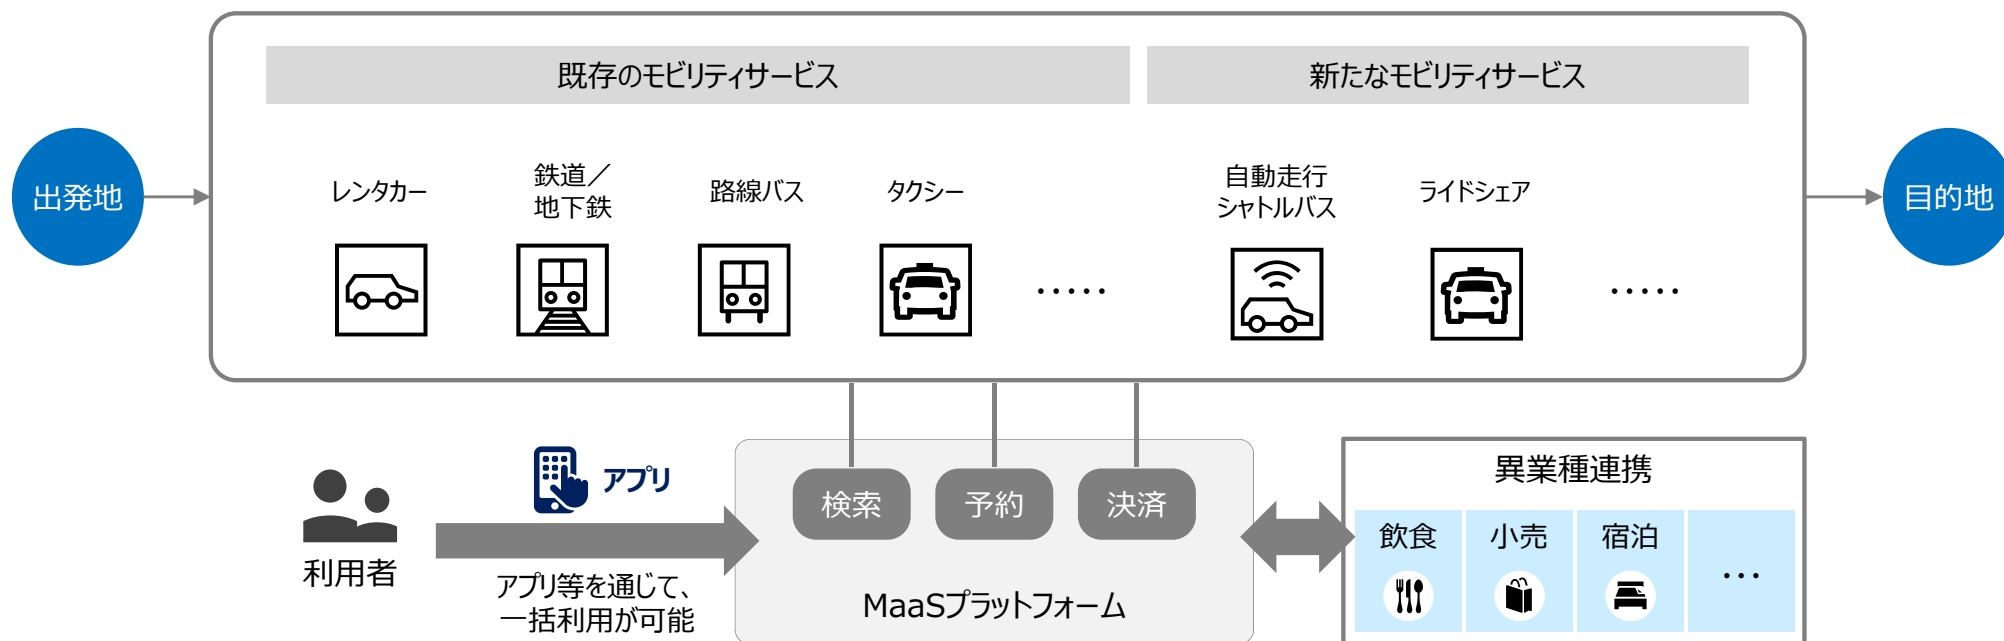 既存のモビリティサービス
新たなモビリティサービス
出発地
レンタカー
鉄道／
地下鉄
路線バス
タクシー
‥‥‥
自動走行
シャトルバス
ライドシェア
‥‥‥
目的地
アプリ
利用者
アプリ等を通じて、
一括利用が可能
検索
予約
決済
MaaSプラットフォーム
異業種連携
飲食
小売
宿泊
…